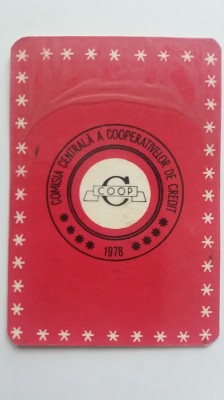 COMISIA CENTRALĂ A COOPERATIVELOR DE CREDIT
COOP
1978